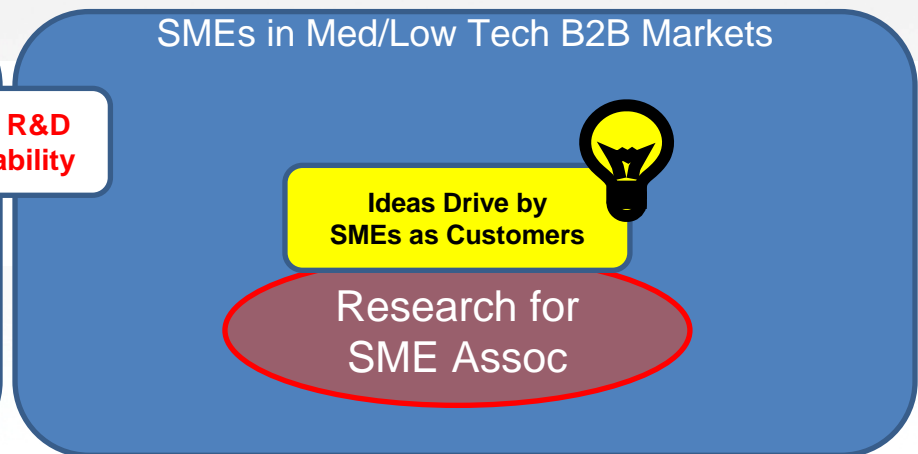 SMEs in Med/Low Tech B2B Markets
R&D
ability
Ideas Drive by
SMEs as Customers
Research for
SME Assoc